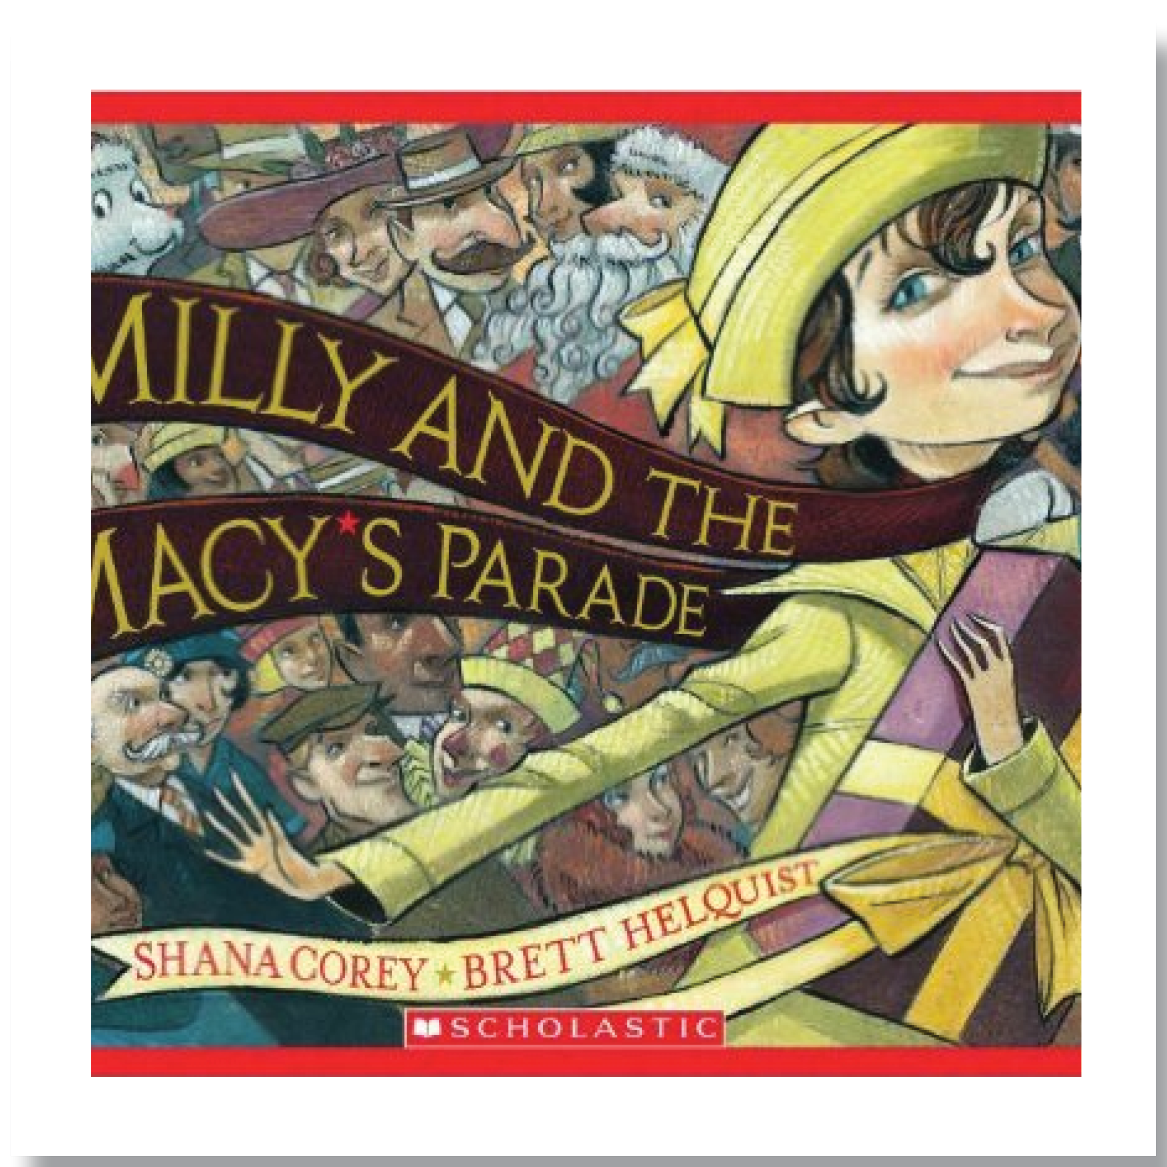 MILLY AND THE
MACY★S PARADE
SHANA COREY ★ BRETT HELQUIST
SCHOLASTIC